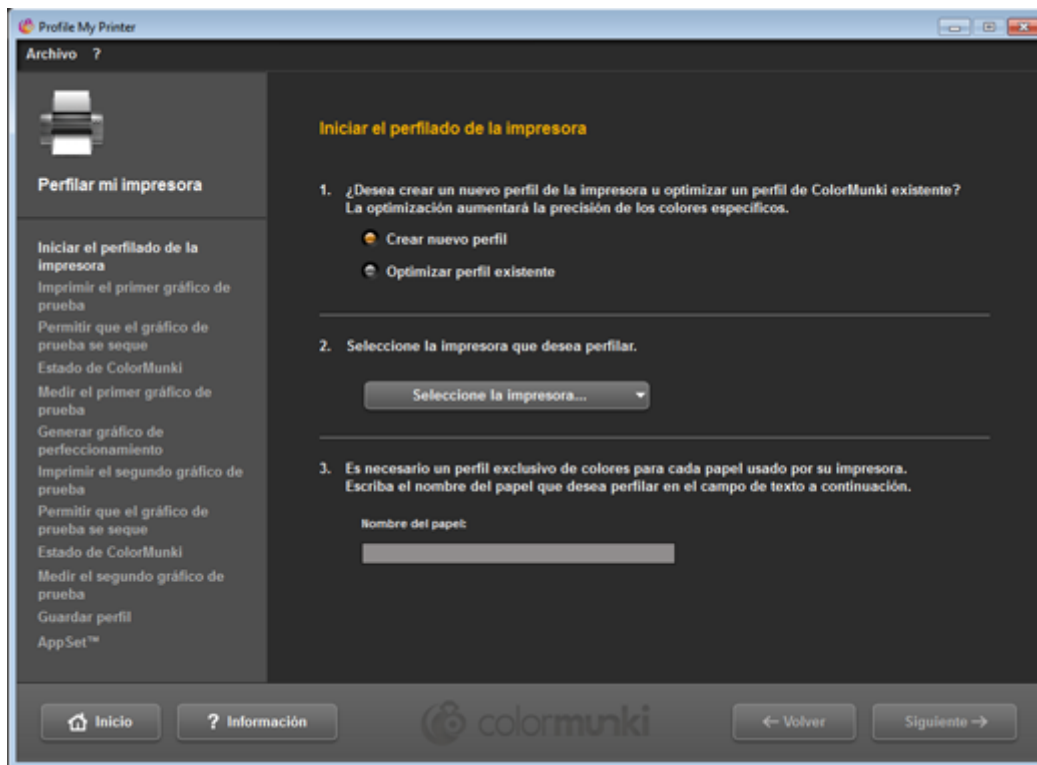 Profile My Printer
Archivo ?
Perfilar mi impresora
Iniciar el perfilado de la
impresora
Imprimir el primer gráfico de
prueba
Permitir que el gráfico de
prueba se seque
Estado de ColorMunki
Medir el primer gráfico de
prueba
Generar gráfico de
perfeccionamiento
Imprimir el segundo gráfico de
prueba
Permitir que el gráfico de
prueba se seque
Estado de ColorMunki
Medir el segundo gráfico de
prueba
Guardar perfil
AppSet™
Iniciar el perfilado de la impresora
1. ¿Desea crear un nuevo perfil de la impresora u optimizar un perfil de ColorMunki existente?
La optimización aumentará la precisión de los colores específicos.
Crear nuevo perfil
Optimizar perfil existente
2. Seleccione la impresora que desea perfilar.
Seleccione la impresora...
3. Es necesario un perfil exclusivo de colores para cada papel usado por su impresora.
Escriba el nombre del papel que desea perfilar en el campo de texto a continuación.
Nombre del papel:
Inicio
? Información
colormunki
← Volver
Siguiente →